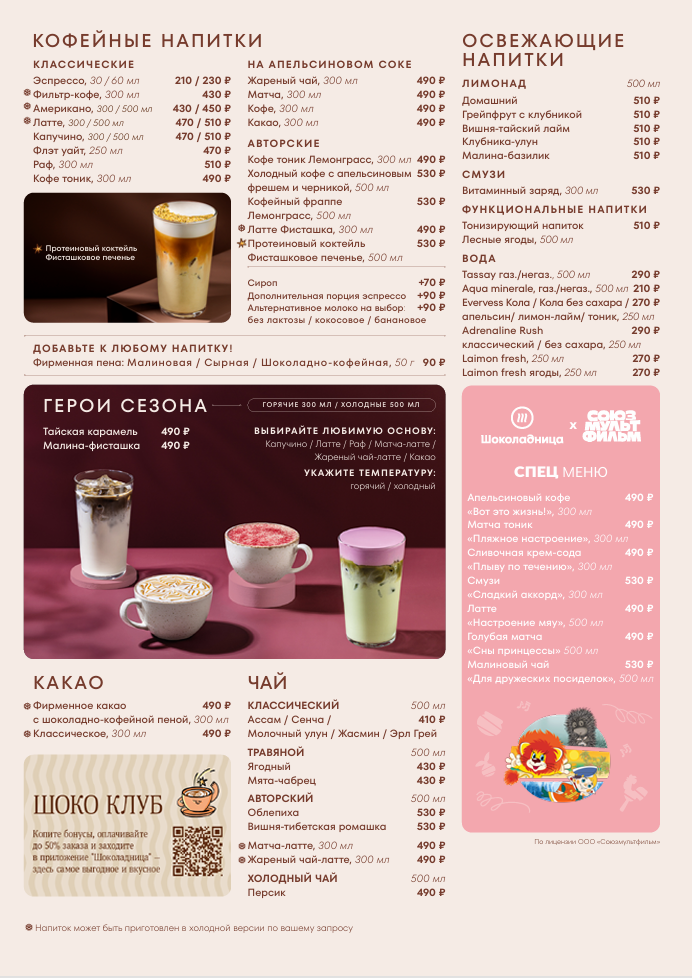 КОФЕЙНЫЕ НАПИТКИ
КЛАССИЧЕСКИЕ
Эспрессо, 30 / 60 мл 210 / 230 ₽
Фильтр-кофе, 300 мл 430 ₽
Американо, 300 / 500 мл 430 / 450 ₽
Латте, 300 / 500 мл 470 / 510 ₽
Капучино, 300 / 500 мл 470 / 510 ₽
Флэт уайт, 250 мл 470 ₽
Раф, 300 мл 510 ₽
Кофе тоник, 300 мл 490 ₽
Протеиновый коктейль
Фисташковое печенье
НА АПЕЛЬСИНОВОМ СОКЕ
Жареный чай, 300 мл 490 ₽
Матча, 300 мл 490 ₽
Кофе, 300 мл 490 ₽
Какао, 300 мл 490 ₽
АВТОРСКИЕ
Кофе тоник Лемонграсс, 300 мл 490 ₽
Холодный кофе с апельсиновым 530 ₽
фрешем и черникой, 500 мл
Кофейный фраппе 530 ₽
Лемонграсс, 500 мл
Латте Фисташка, 300 мл 490 ₽
Протеиновый коктейль 530 ₽
Фисташковое печенье, 500 мл
Сироп +70 ₽
Дополнительная порция эспрессо +90 ₽
Альтернативное молоко на выбор: +90 ₽
без лактозы / кокосовое / банановое
ДОБАВЬТЕ К ЛЮБОМУ НАПИТКУ!
Фирменная пена: Малиновая / Сырная / Шоколадно-кофейная, 50 г 90 ₽
ГЕРОИ СЕЗОНА
ГОРЯЧИЕ 300 МЛ / ХОЛОДНЫЕ 500 МЛ
Тайская карамель 490 ₽
Малина-фисташка 490 ₽
ВЫБИРАЙТЕ ЛЮБИМУЮ ОСНОВУ:
Капучино / Латте / Раф / Матча-латте /
Жареный чай-латте / Какао
УКАЖИТЕ ТЕМПЕРАТУРУ:
горячий / холодный
КАКАО
Фирменное какао 490 ₽
с шоколадно-кофейной пеной, 300 мл
Классическое, 300 мл 490 ₽
ШОКО КЛУБ
Копите бонусы, оплачивайте
до 50% заказа и заходите
в приложение "Шоколадница" –
здесь самое выгодное и вкусное
ЧАЙ
КЛАССИЧЕСКИЙ 500 мл
Ассам / Сенча / 410 ₽
Молочный улун / Жасмин / Эрл Грей
ТРАВЯНОЙ 500 мл
Ягодный 430 ₽
Мята-чабрец 430 ₽
АВТОРСКИЙ 500 мл
Облепиха 530 ₽
Вишня-тибетская ромашка 530 ₽
Матча-латте, 300 мл 490 ₽
Жареный чай-латте, 300 мл 490 ₽
ХОЛОДНЫЙ ЧАЙ 500 мл
Персик 490 ₽
ОСВЕЖАЮЩИЕ
НАПИТКИ
ЛИМОНАД 500 мл
Домашний 510 ₽
Грейпфрут с клубникой 510 ₽
Вишня-тайский лайм 510 ₽
Клубника-улун 510 ₽
Малина-базилик 510 ₽
СМУЗИ
Витаминный заряд, 300 мл 530 ₽
ФУНКЦИОНАЛЬНЫЕ НАПИТКИ
Тонизирующий напиток 510 ₽
Лесные ягоды, 500 мл
ВОДА
Tassay газ./негаз., 500 мл 290 ₽
Aqua minerale, газ./негаз., 500 мл 210 ₽
Evervess Кола / Кола без сахара / 270 ₽
апельсин/ лимон-лайм/ тоник, 250 мл
Adrenaline Rush 290 ₽
классический / без сахара, 250 мл
Laimon fresh, 250 мл 270 ₽
Laimon fresh ягоды, 250 мл 270 ₽
m
Шоколадница x СОЮЗ МУЛЬТ ФИЛЬМ
СПЕЦ МЕНЮ
Апельсиновый кофе 490 ₽
«Вот это жизнь!», 300 мл
Матча тоник 490 ₽
«Пляжное настроение», 300 мл
Сливочная крем-сода 490 ₽
«Плыву по течению», 300 мл
Смузи 530 ₽
«Сладкий аккорд», 300 мл
Латте 490 ₽
«Настроение мяу», 500 мл
Голубая матча 490 ₽
«Сны принцессы» 500 мл
Малиновый чай 530 ₽
«Для дружеских посиделок», 500 мл
По лицензии ООО «Союзмультфильм»
Напиток может быть приготовлен в холодной версии по вашему запросу